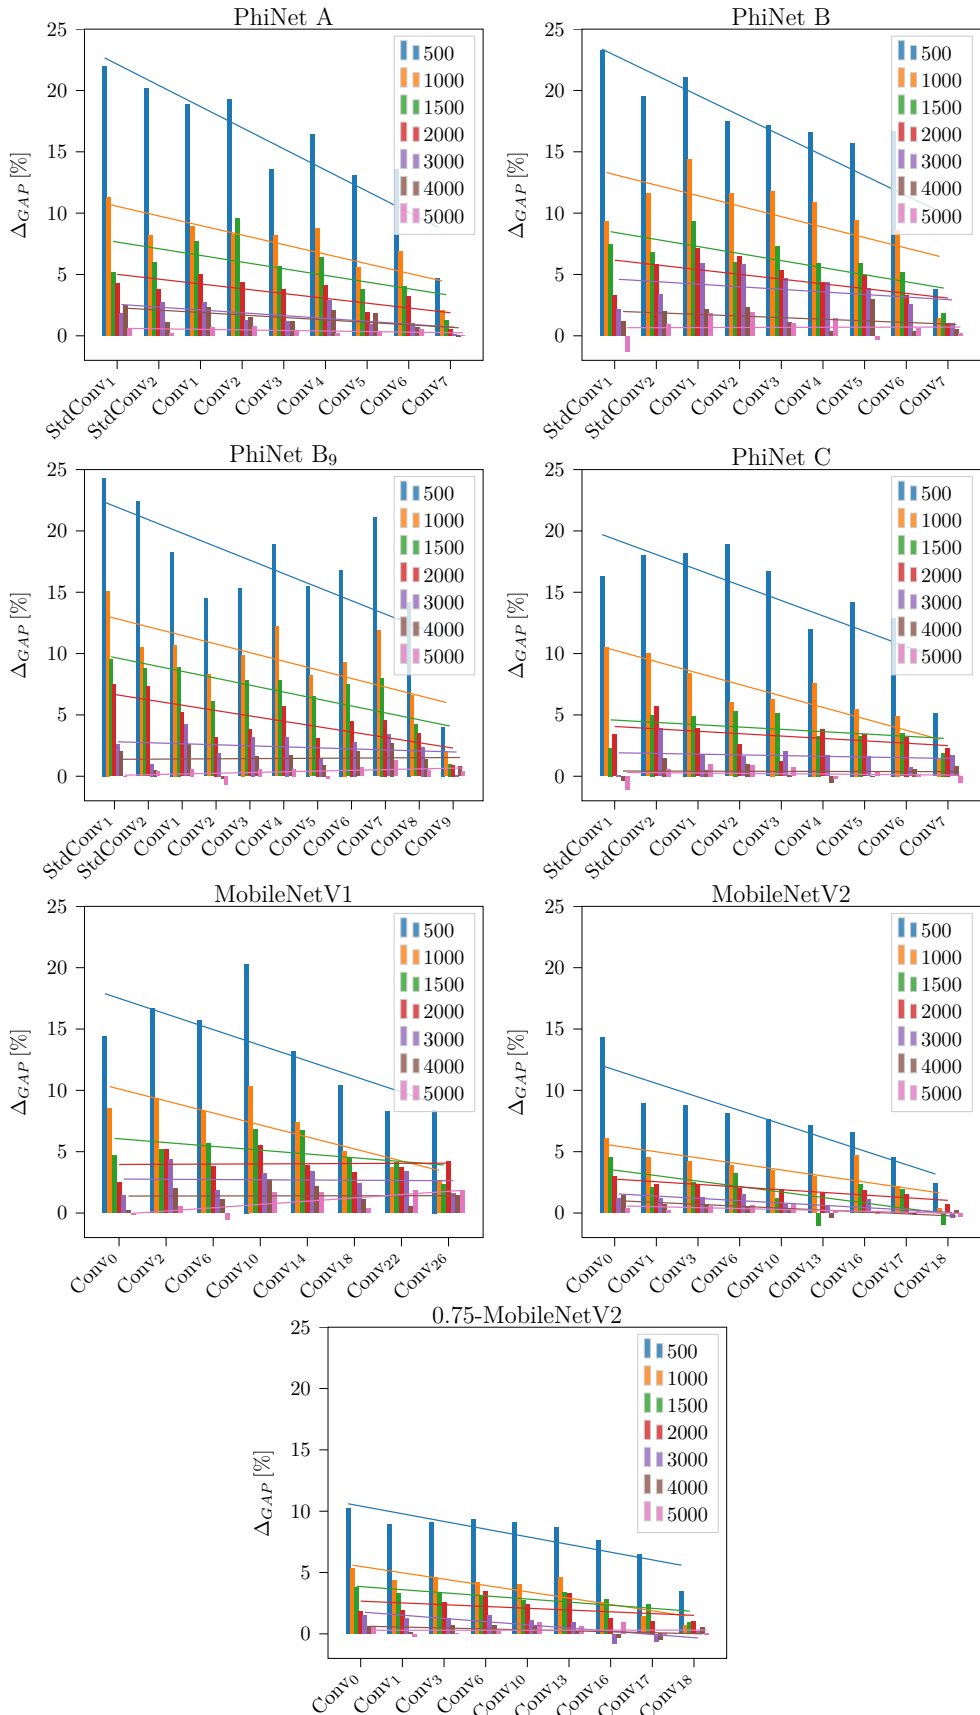 PhiNet A
25
20
15
10
5
0
Δ_GAP [%]
500
1000
1500
2000
3000
4000
5000
StdConv₁
StdConv₂
Conv₁
Conv₂
Conv₃
Conv₄
Conv₅
Conv₆
Conv₇
PhiNet B
25
20
15
10
5
0
Δ_GAP [%]
500
1000
1500
2000
3000
4000
5000
StdConv₁
StdConv₂
Conv₁
Conv₂
Conv₃
Conv₄
Conv₅
Conv₆
Conv₇
PhiNet B₉
25
20
15
10
5
0
Δ_GAP [%]
500
1000
1500
2000
3000
4000
5000
StdConv₁
StdConv₂
Conv₁
Conv₂
Conv₃
Conv₄
Conv₅
Conv₆
Conv₇
Conv₈
Conv₉
PhiNet C
25
20
15
10
5
0
Δ_GAP [%]
500
1000
1500
2000
3000
4000
5000
StdConv₁
StdConv₂
Conv₁
Conv₂
Conv₃
Conv₄
Conv₅
Conv₆
Conv₇
MobileNetV1
25
20
15
10
5
0
Δ_GAP [%]
500
1000
1500
2000
3000
4000
5000
Conv₀
Conv₂
Conv₆
Conv₁₀
Conv₁₄
Conv₁₈
Conv₂₂
Conv₂₆
MobileNetV2
25
20
15
10
5
0
Δ_GAP [%]
500
1000
1500
2000
3000
4000
5000
Conv₀
Conv₁
Conv₃
Conv₆
Conv₁₀
Conv₁₃
Conv₁₆
Conv₁₇
Conv₁₈
0.75-MobileNetV2
25
20
15
10
5
0
Δ_GAP [%]
500
1000
1500
2000
3000
4000
5000
Conv₀
Conv₁
Conv₃
Conv₆
Conv₁₀
Conv₁₃
Conv₁₆
Conv₁₇
Conv₁₈